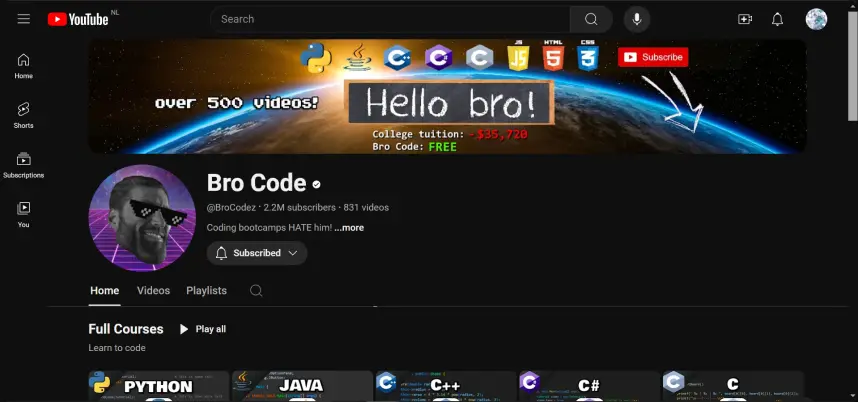 YouTube NL
Search
Home
Shorts
Subscriptions
You
JS
HTML
CSS
JS
5
3
C++
C#
C
Subscribe
over 500 videos!
Hello bro!
College tuition: -$35,720
Bro Code: FREE
Bro Code
@BroCodez · 2.2M subscribers · 831 videos
Coding bootcamps HATE him! ...more
Subscribed
Home Videos Playlists
Full Courses Play all
Learn to code
PYTHON JAVA C++ C# C